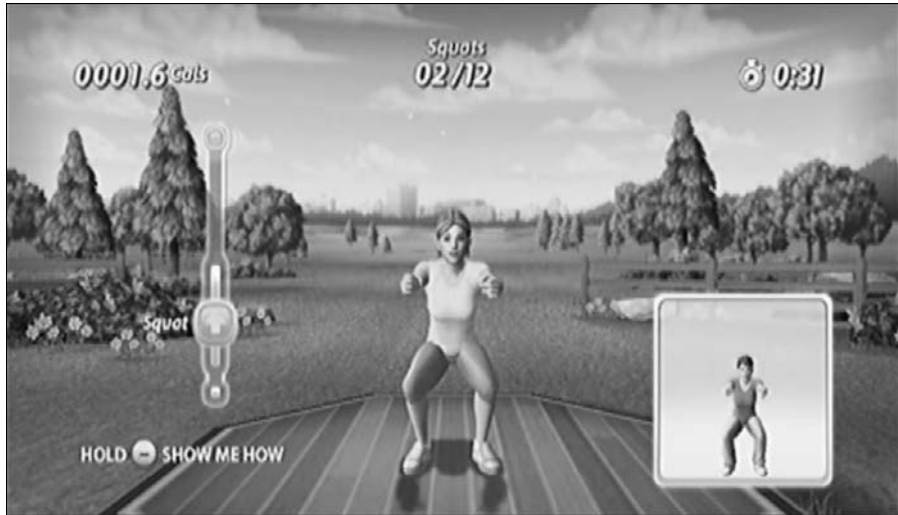 0001.6 Cals
Squats
02/12
0:31
Squat
HOLD - SHOW ME HOW